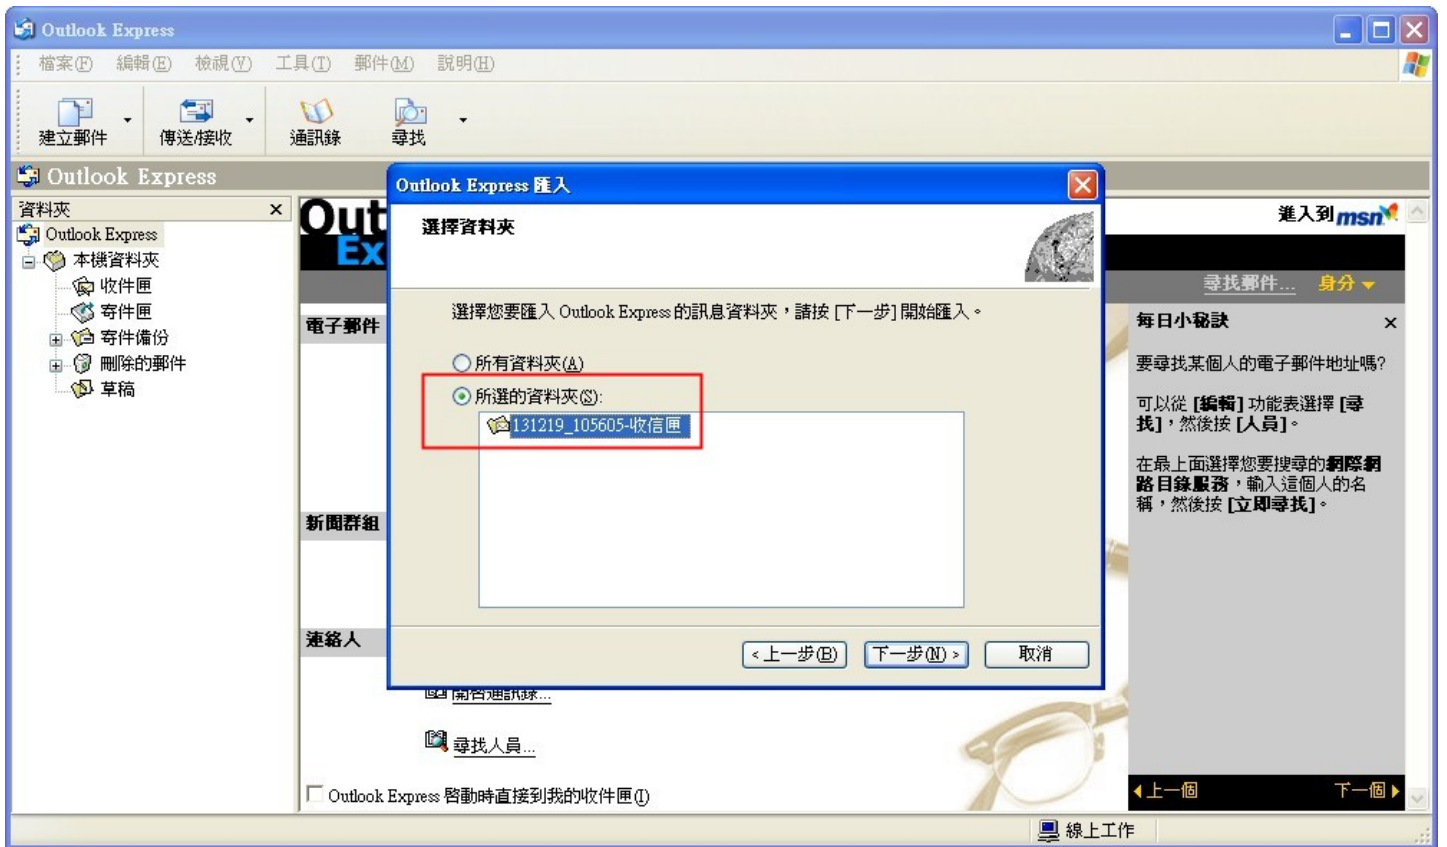 Outlook Express
檔案(F) 編輯(E) 檢視(V) 工具(T) 郵件(M) 說明(H)
建立郵件 傳送/接收 通訊錄 尋找
Outlook Express
資料夾
Outlook Express
本機資料夾
收件匣
寄件匣
寄件備份
刪除的郵件
草稿
Out
Ex
進入到 msn
尋找郵件... 身分
電子郵件
新聞群組
連絡人
Outlook Express 匯入
選擇資料夾
選擇您要匯入 Outlook Express 的訊息資料夾，請按 [下一步] 開始匯入。
所有資料夾(A)
所選的資料夾(S):
131219_105605-收信匣
<上一步(B) 下一步(N)> 取消
開啟通訊錄...
尋找人員...
Outlook Express 啓動時直接到我的收件匣(I)
每日小秘訣
要尋找某個人的電子郵件地址嗎?
可以從 [編輯] 功能表選擇 [尋
找]，然後按 [人員]。
在最上面選擇您要搜尋的網際網
路目錄服務，輸入這個人的名
稱，然後按 [立即尋找]。
上一個 下一個
線上工作